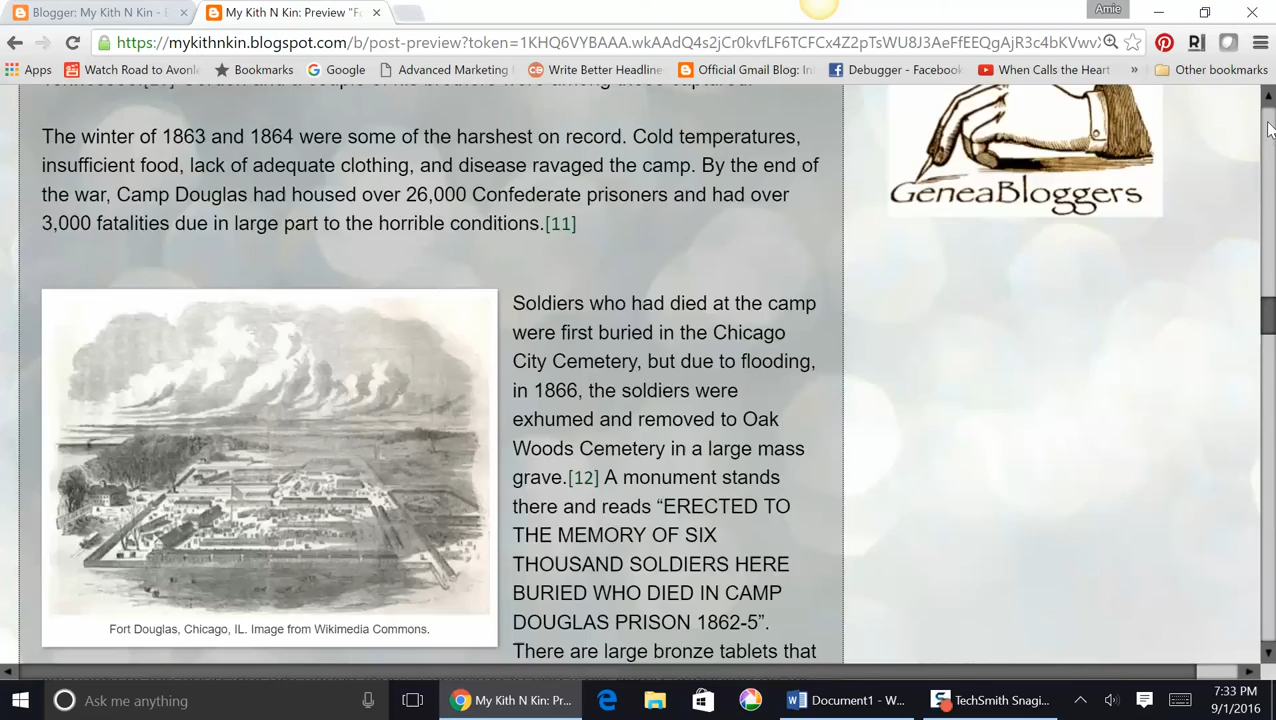 Blogger: My Kith N Kin - E
My Kith N Kin: Preview "F
Amie
https://mykithnkin.blogspot.com/b/post-preview?token=
Apps
Watch Road to Avonle
Bookmarks
Google
Advanced Marketing
Write Better Headline
Official Gmail Blog: In
Debugger - Facebook
When Calls the Heart
»
Other bookmarks
The winter of 1863 and 1864 were some of the harshest on record. Cold temperatures,
insufficient food, lack of adequate clothing, and disease ravaged the camp. By the end of
the war, Camp Douglas had housed over 26,000 Confederate prisoners and had over
3,000 fatalities due in large part to the horrible conditions.[11]
GeneaBloggers
Soldiers who had died at the camp
were first buried in the Chicago
City Cemetery, but due to flooding,
in 1866, the soldiers were
exhumed and removed to Oak
Woods Cemetery in a large mass
grave.[12] A monument stands
there and reads “ERECTED TO
THE MEMORY OF SIX
THOUSAND SOLDIERS HERE
BURIED WHO DIED IN CAMP
DOUGLAS PRISON 1862-5”.
There are large bronze tablets that
Fort Douglas, Chicago, IL. Image from Wikimedia Commons.
Ask me anything
My Kith N Kin: Pr...
Document1 - W...
TechSmith Snagi...
7:33 PM
9/1/2016